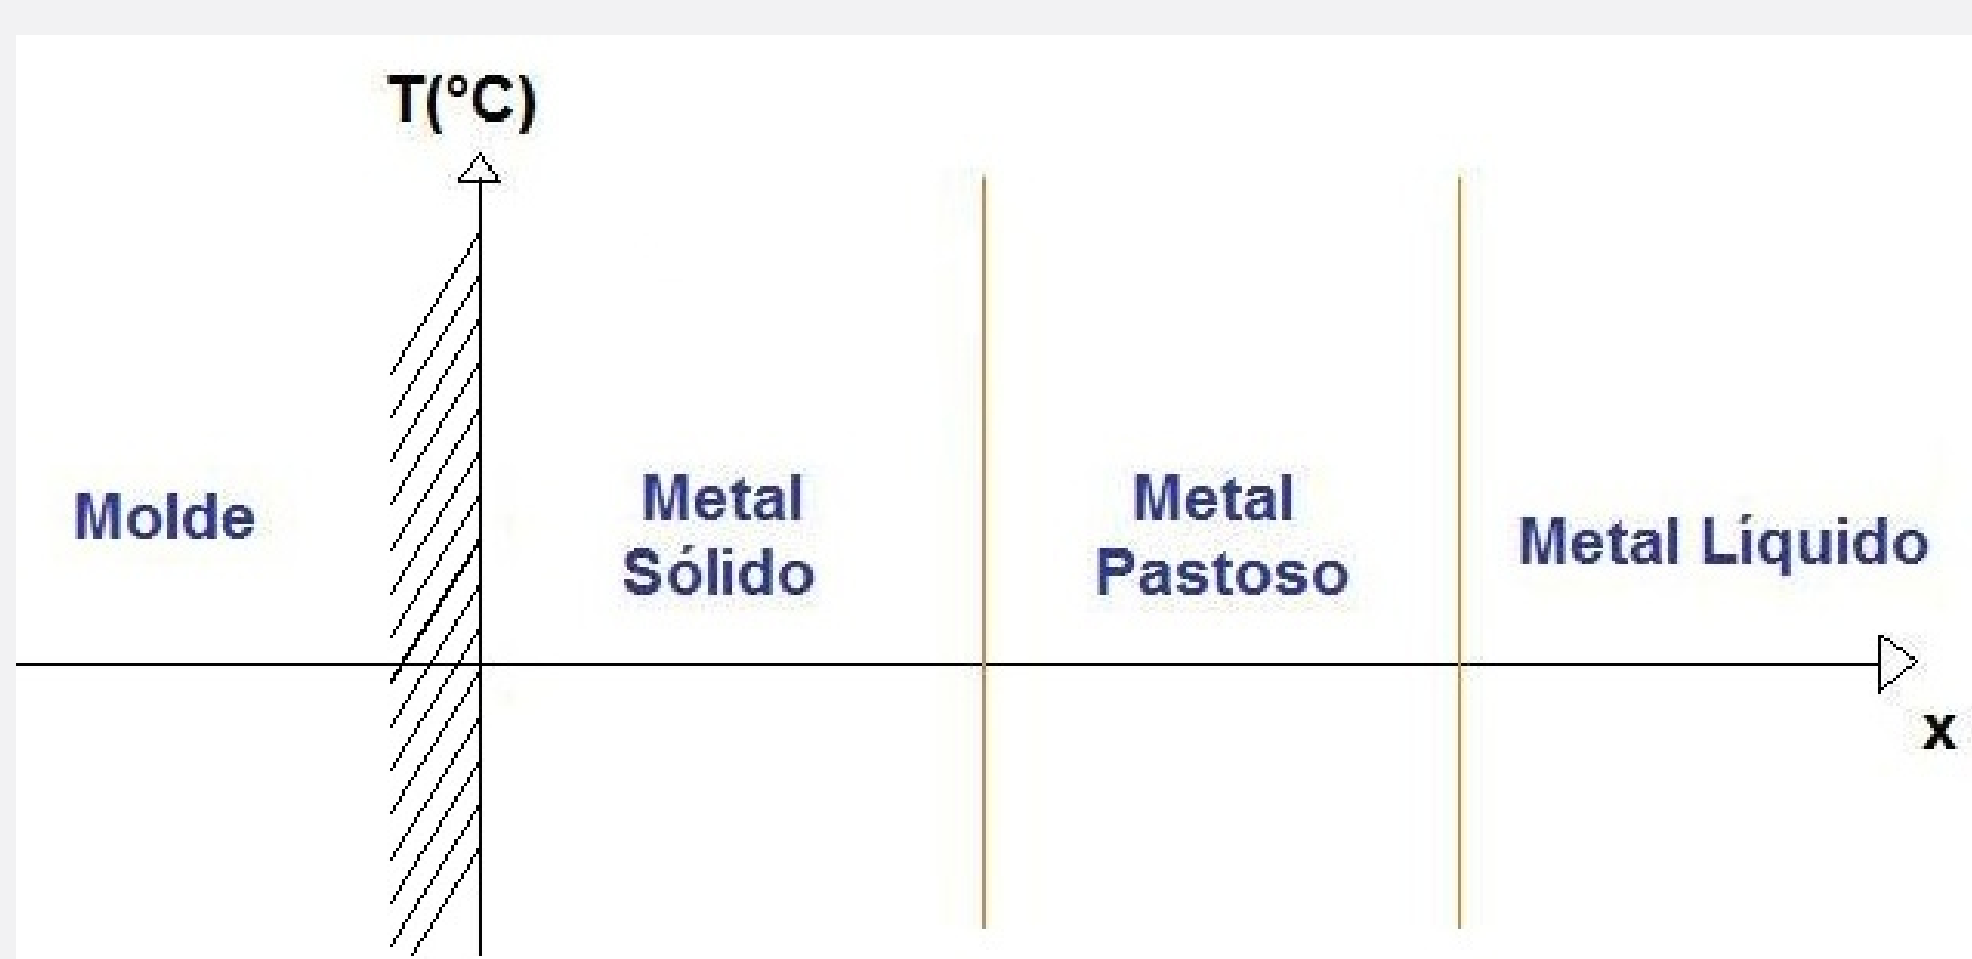 T(°C)
Molde
Metal
Sólido
Metal
Pastoso
Metal Líquido
x